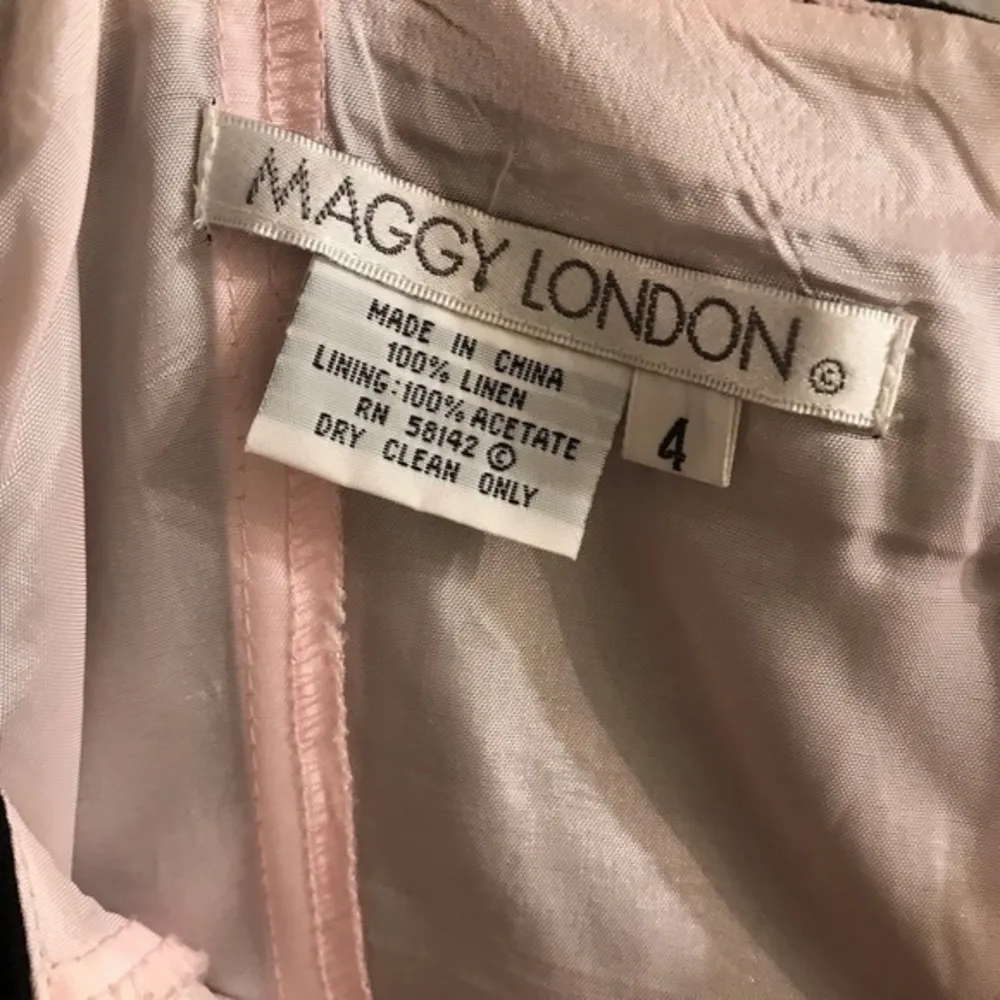 MAGGY LONDON ©
MADE IN CHINA
100% LINEN
LINING:100% ACETATE
RN 58142 ©
DRY CLEAN ONLY
4